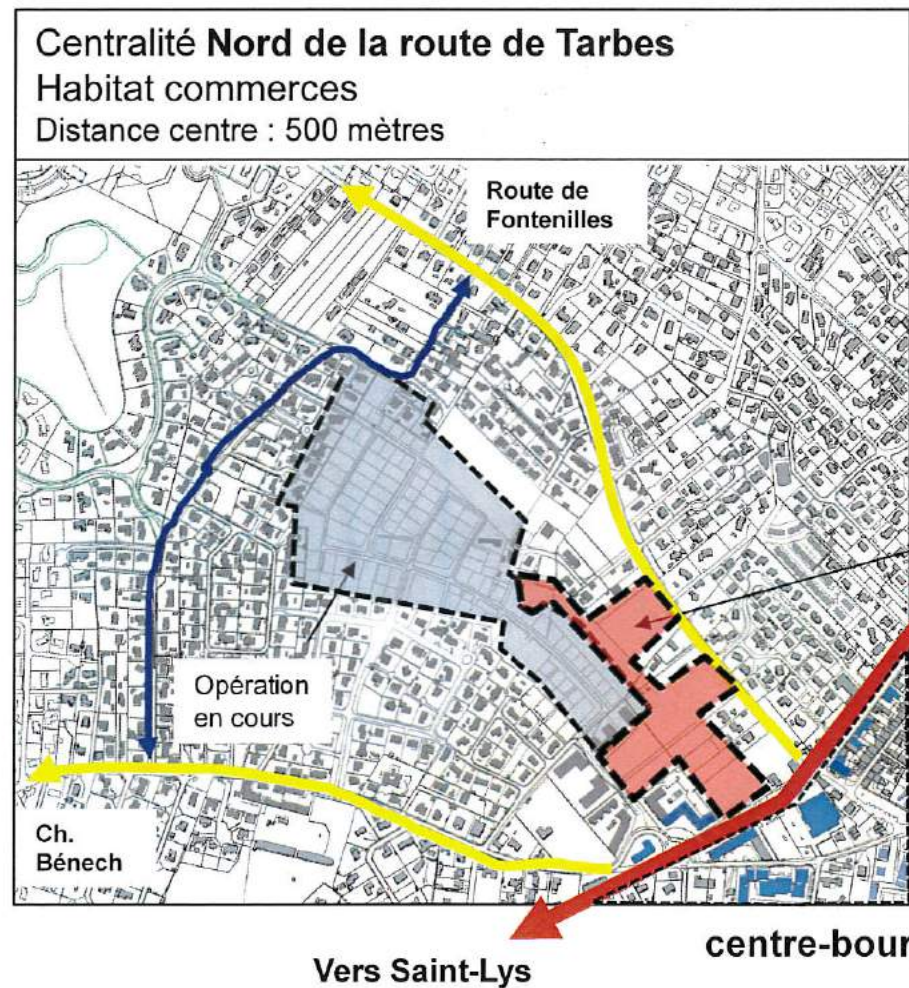 Centralité Nord de la route de Tarbes
Habitat commerces
Distance centre : 500 mètres
Route de
Fontenilles
Opération
en cours
Ch.
Bénech
centre-bour
Vers Saint-Lys